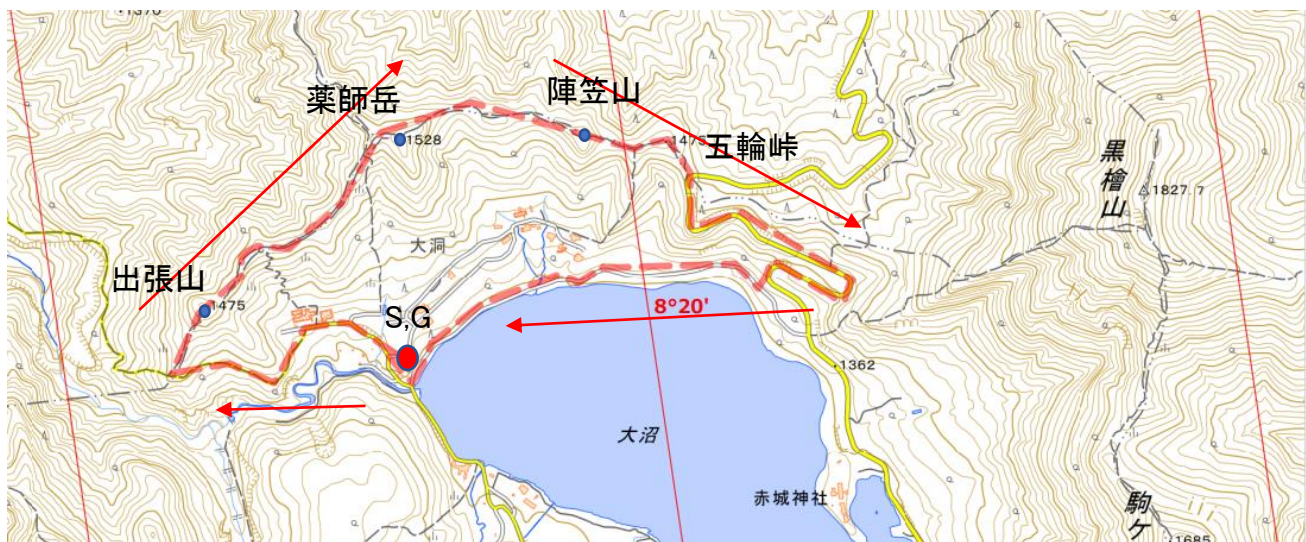 1370
薬師岳
陣笠山
1528
1475
五輪峠
黒檜山
1827.7
大洞
出張山
1475
S,G
8°20'
1362
大沼
赤城神社
駒ケ
1685